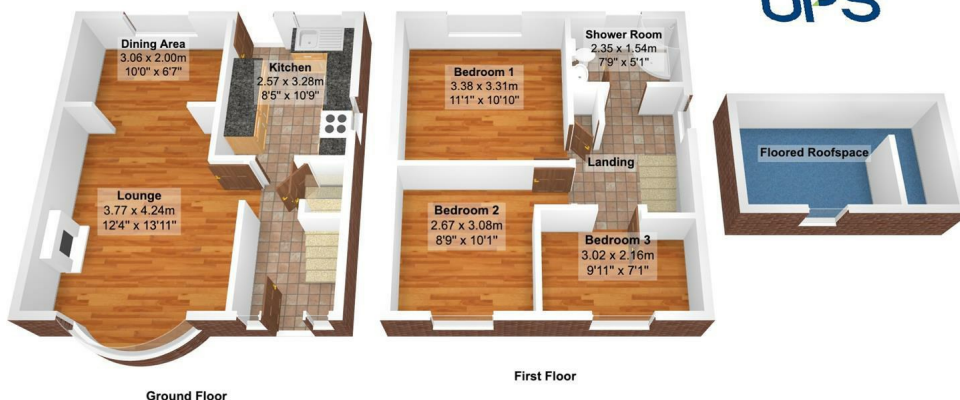 UPS
Dining Area
3.06 x 2.00m
10'0" x 6'7"
Kitchen
2.57 x 3.28m
8'5" x 10'9"
Lounge
3.77 x 4.24m
12'4" x 13'11"
Ground Floor
Shower Room
2.35 x 1.54m
7'9" x 5'1"
Bedroom 1
3.38 x 3.31m
11'1" x 10'10"
Landing
Bedroom 2
2.67 x 3.08m
8'9" x 10'1"
Bedroom 3
3.02 x 2.16m
9'11" x 7'1"
First Floor
Floored Roofspace